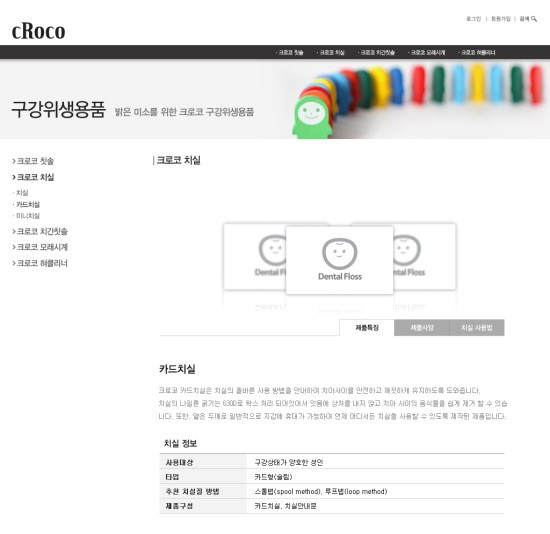 로그인 | 회원가입 | 검색
cRoco
· 크로코 칫솔 · 크로코 치실 · 크로코 치간칫솔 · 크로코 모래시계 · 크로코 혀클리너
구강위생용품 밝은 미소를 위한 크로코 구강위생용품
> 크로코 칫솔
> 크로코 치실
· 치실
· 카드치실
· 미니치실
> 크로코 치간칫솔
> 크로코 모래시계
> 크로코 혀클리너
| 크로코 치실
Dental Fl
Dental Floss
Floss
제품특징 제품사양 치실 사용법
카드치실
크로코 카드치실은 치실의 올바른 사용 방법을 안내하여 치아사이를 안전하고 깨끗하게 유지하도록 도와줍니다.
치실의 나일론 굵기는 630D로 왁스 처리 되어있어서 잇몸에 상처를 내지 않고 치아 사이의 음식물을 쉽게 제거 할 수 있습
니다. 또한, 얇은 두께로 일반적으로 지갑에 휴대가 가능하여 언제 어디서든 치실을 사용할 수 있도록 제작된 제품입니다.
치실 정보
사용대상 구강상태가 양호한 성인
타입 카드형(슬림)
추천 치실질 방법 스풀법(spool method), 루프법(loop method)
제품구성 카드치실, 치실안내문